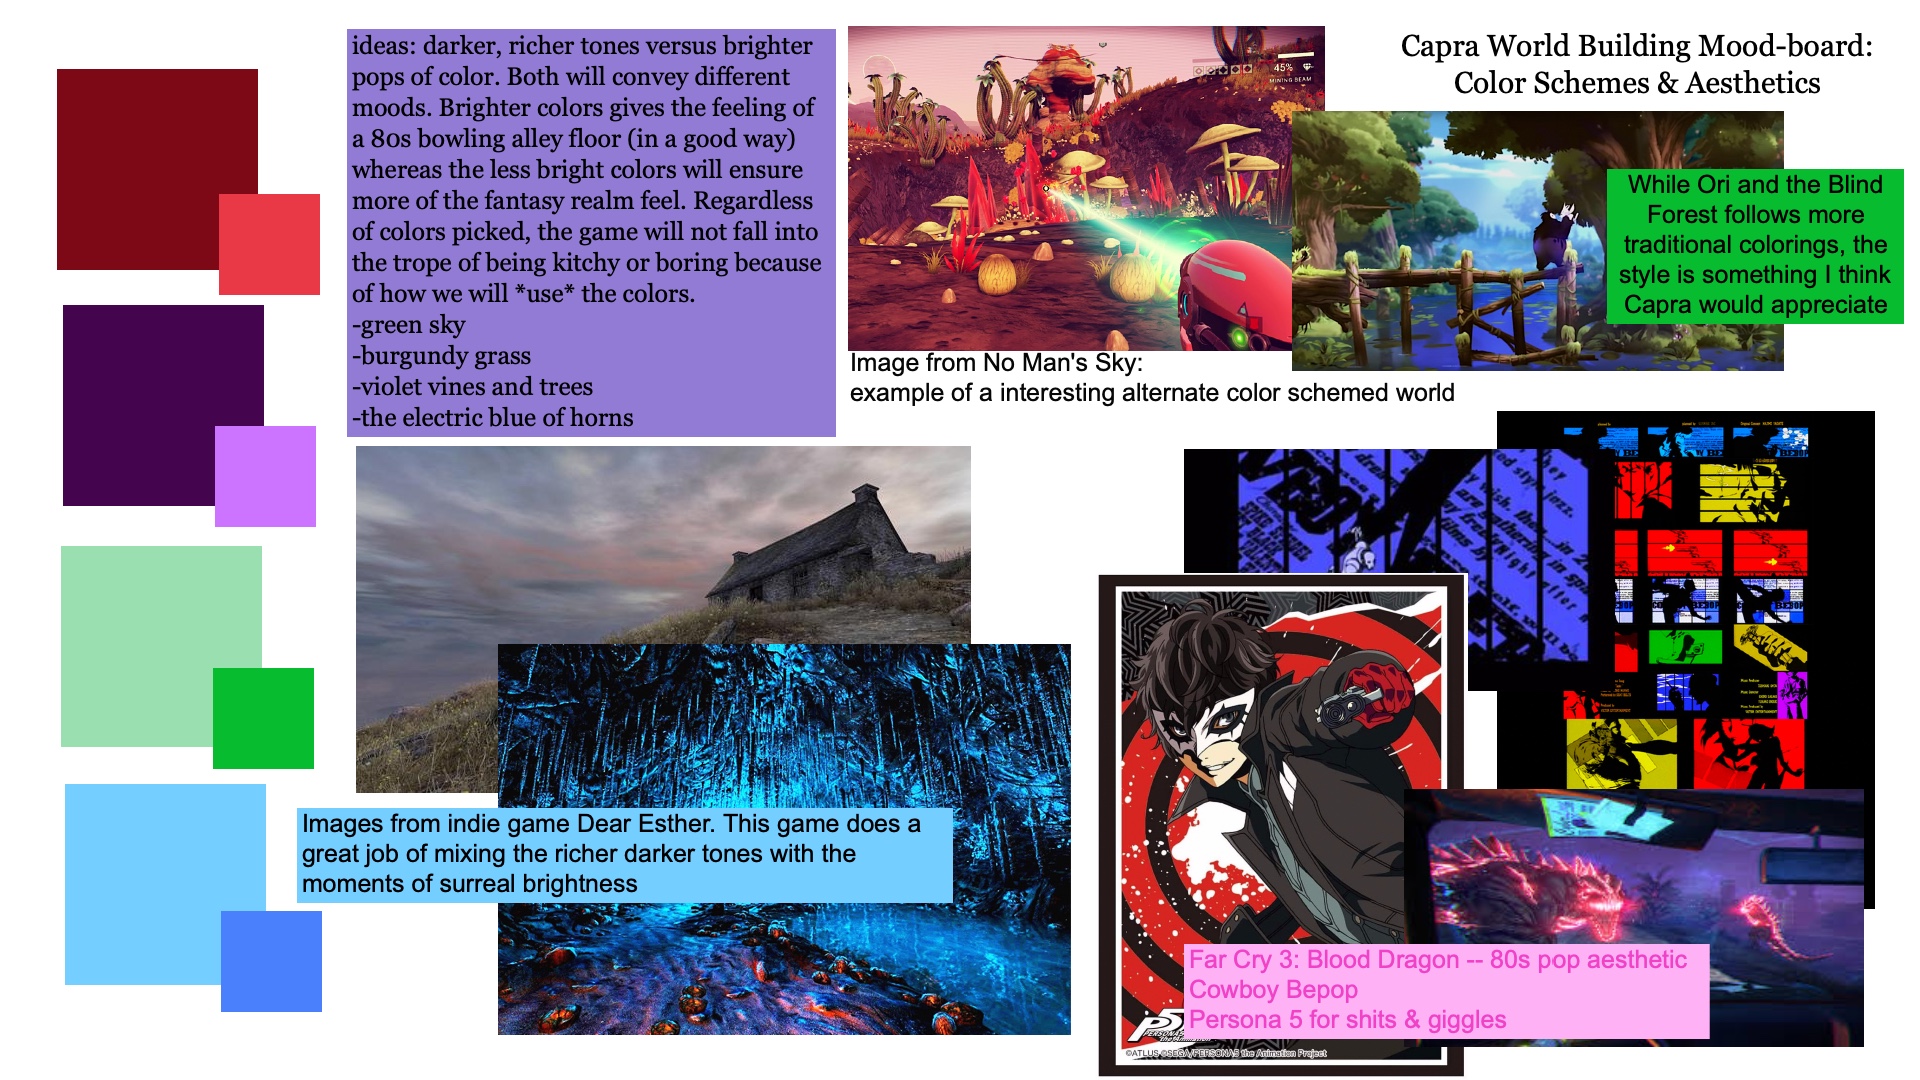 Capra World Building Mood-board:
Color Schemes & Aesthetics
ideas: darker, richer tones versus brighter
pops of color. Both will convey different
moods. Brighter colors gives the feeling of
a 80s bowling alley floor (in a good way)
whereas the less bright colors will ensure
more of the fantasy realm feel. Regardless
of colors picked, the game will not fall into
the trope of being kitchy or boring because
of how we will *use* the colors.
-green sky
-burgundy grass
-violet vines and trees
-the electric blue of horns
45%
MINING BEAM
Image from No Man's Sky:
example of a interesting alternate color schemed world
While Ori and the Blind
Forest follows more
traditional colorings, the
style is something I think
Capra would appreciate
Images from indie game Dear Esther. This game does a
great job of mixing the richer darker tones with the
moments of surreal brightness
Far Cry 3: Blood Dragon -- 80s pop aesthetic
Cowboy Bepop
Persona 5 for shits & giggles
P5
PERSONA5
the Animation
©ATLUS ©SEGA/PERSONA5 the Animation Project